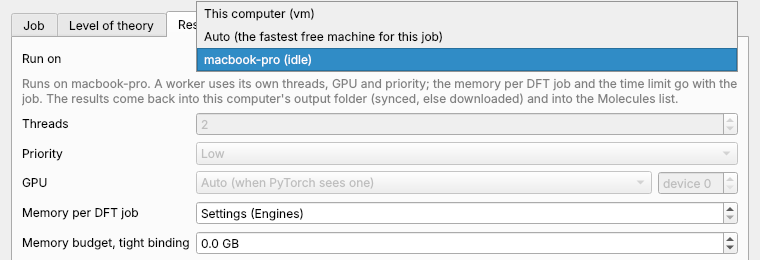 This computer (vm)
Job
Level of theory
Res
Auto (the fastest free machine for this job)
Run on
macbook-pro (idle)
Runs on macbook-pro. A worker uses its own threads, GPU and priority; the memory per DFT job and the time limit go with the
job. The results come back into this computer's output folder (synced, else downloaded) and into the Molecules list.
Threads
2
Priority
Low
GPU
Auto (when PyTorch sees one)
device 0
Memory per DFT job
Settings (Engines)
Memory budget, tight binding
0.0 GB